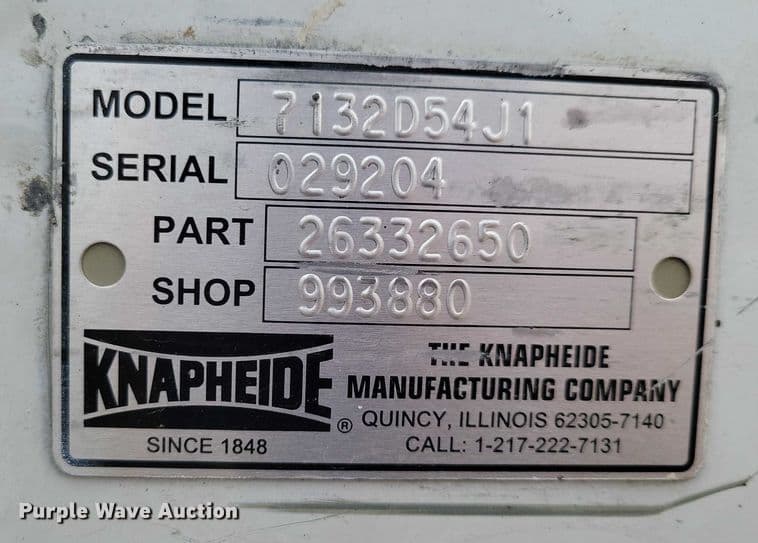 MODEL 7132D54J1
SERIAL 029204
PART 26332650
SHOP 993880
KNAPHEIDE ®
SINCE 1848
THE KNAPHEIDE
MANUFACTURING COMPANY
QUINCY, ILLINOIS 62305-7140
CALL: 1-217-222-7131
Purple Wave Auction